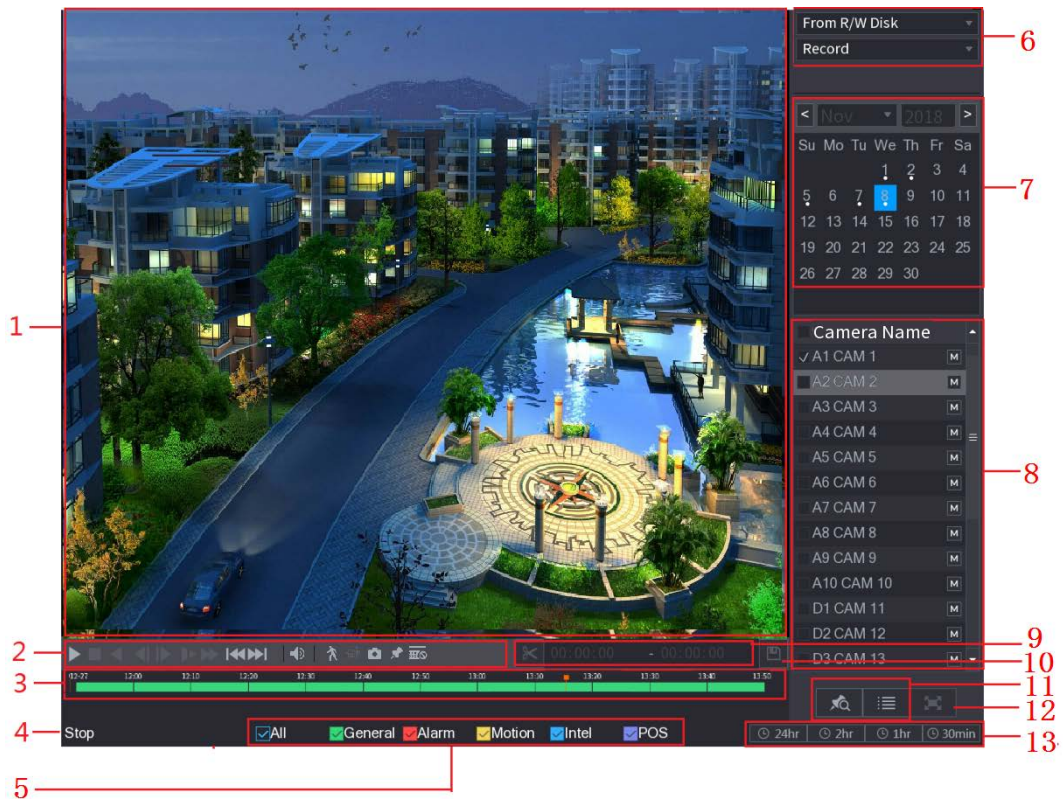 From R/W Disk
6
Record
< Nov 2018 >
Su Mo Tu We Th Fr Sa
1 2 3 4
5 6 7 8 9 10 11
7
12 13 14 15 16 17 18
19 20 21 22 23 24 25
26 27 28 29 30
1
Camera Name
A1 CAM 1 M
A2 CAM 2 M
A3 CAM 3 M
A4 CAM 4 M
A5 CAM 5 M
8
A6 CAM 6 M
A7 CAM 7 M
A8 CAM 8 M
A9 CAM 9 M
A10 CAM 10 M
D1 CAM 11 M
D2 CAM 12 M
9
2
00:00:00 - 00:00:00
D3 CAM 13
10
3
12:00 12:10 12:20 12:30 12:40 12:50 13:00 13:10 13:20 13:30 13:40 13:50
11
12
4
Stop
All General Alarm Motion Intel POS
24hr 2hr 1hr 30min
13
5